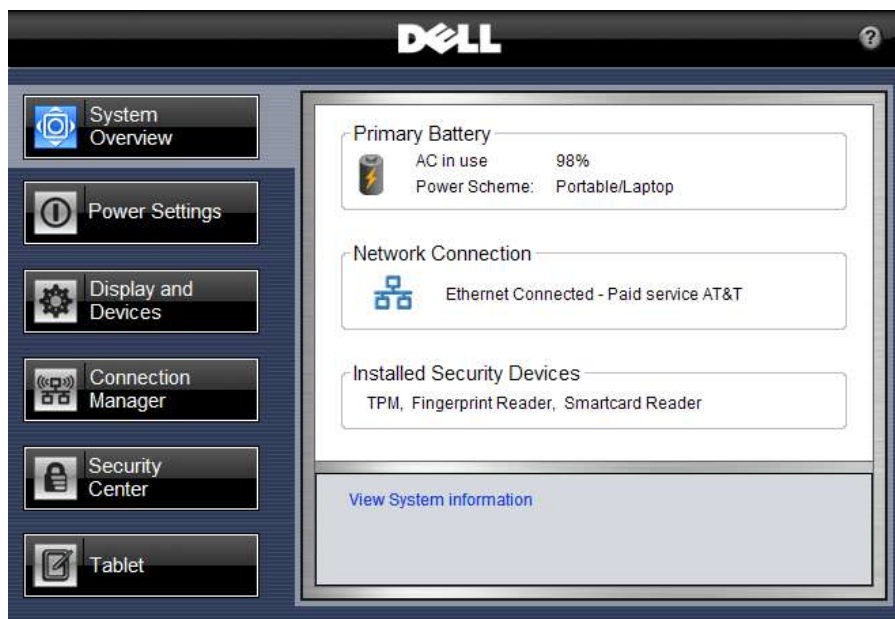 DELL
?
System
Overview
Power Settings
Display and
Devices
Connection
Manager
Security
Center
Tablet
Primary Battery
AC in use 98%
Power Scheme: Portable/Laptop
Network Connection
Ethernet Connected - Paid service AT&T
Installed Security Devices
TPM, Fingerprint Reader, Smartcard Reader
View System information